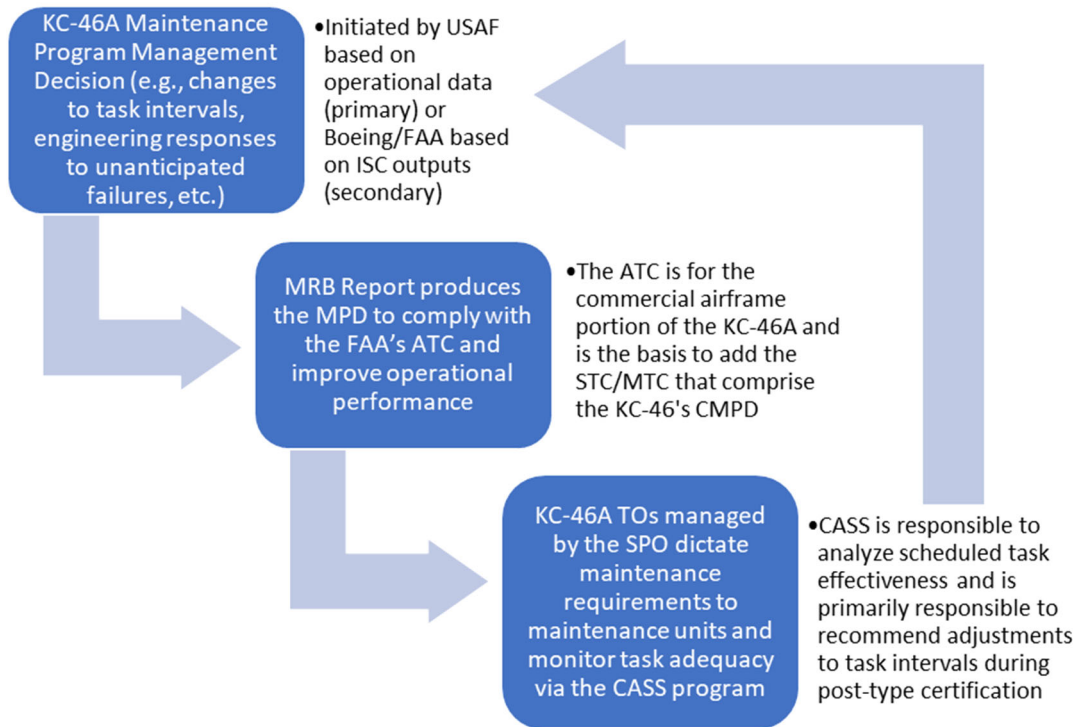 KC-46A Maintenance
Program Management
Decision (e.g., changes
to task intervals,
engineering responses
to unanticipated
failures, etc.)
•Initiated by USAF
based on
operational data
(primary) or
Boeing/FAA based
on ISC outputs
(secondary)
MRB Report produces
the MPD to comply with
the FAA's ATC and
improve operational
performance
•The ATC is for the
commercial airframe
portion of the KC-46A and
is the basis to add the
STC/MTC that comprise
the KC-46's CMPD
KC-46A TOs managed
by the SPO dictate
maintenance
requirements to
maintenance units and
monitor task adequacy
via the CASS program
•CASS is responsible to
analyze scheduled task
effectiveness and is
primarily responsible to
recommend adjustments
to task intervals during
post-type certification